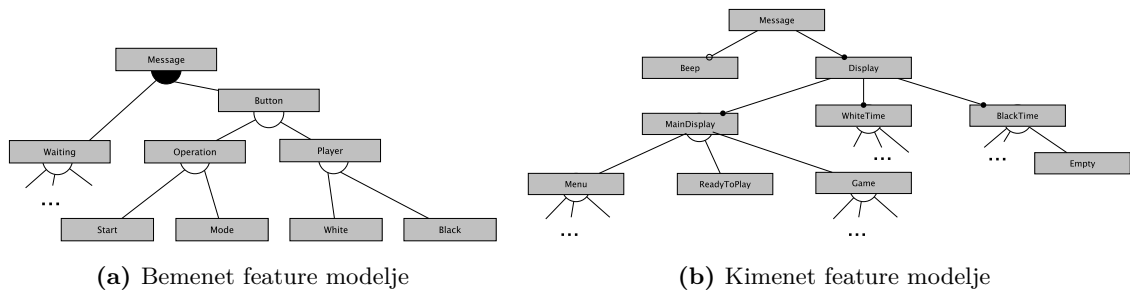 Message
Button
Waiting
Operation
Player
...
Start
Mode
White
Black
(a) Bemenet feature modelje
Message
Beep
Display
MainDisplay
WhiteTime
BlackTime
...
...
Empty
Menu
ReadyToPlay
Game
...
...
(b) Kimenet feature modelje